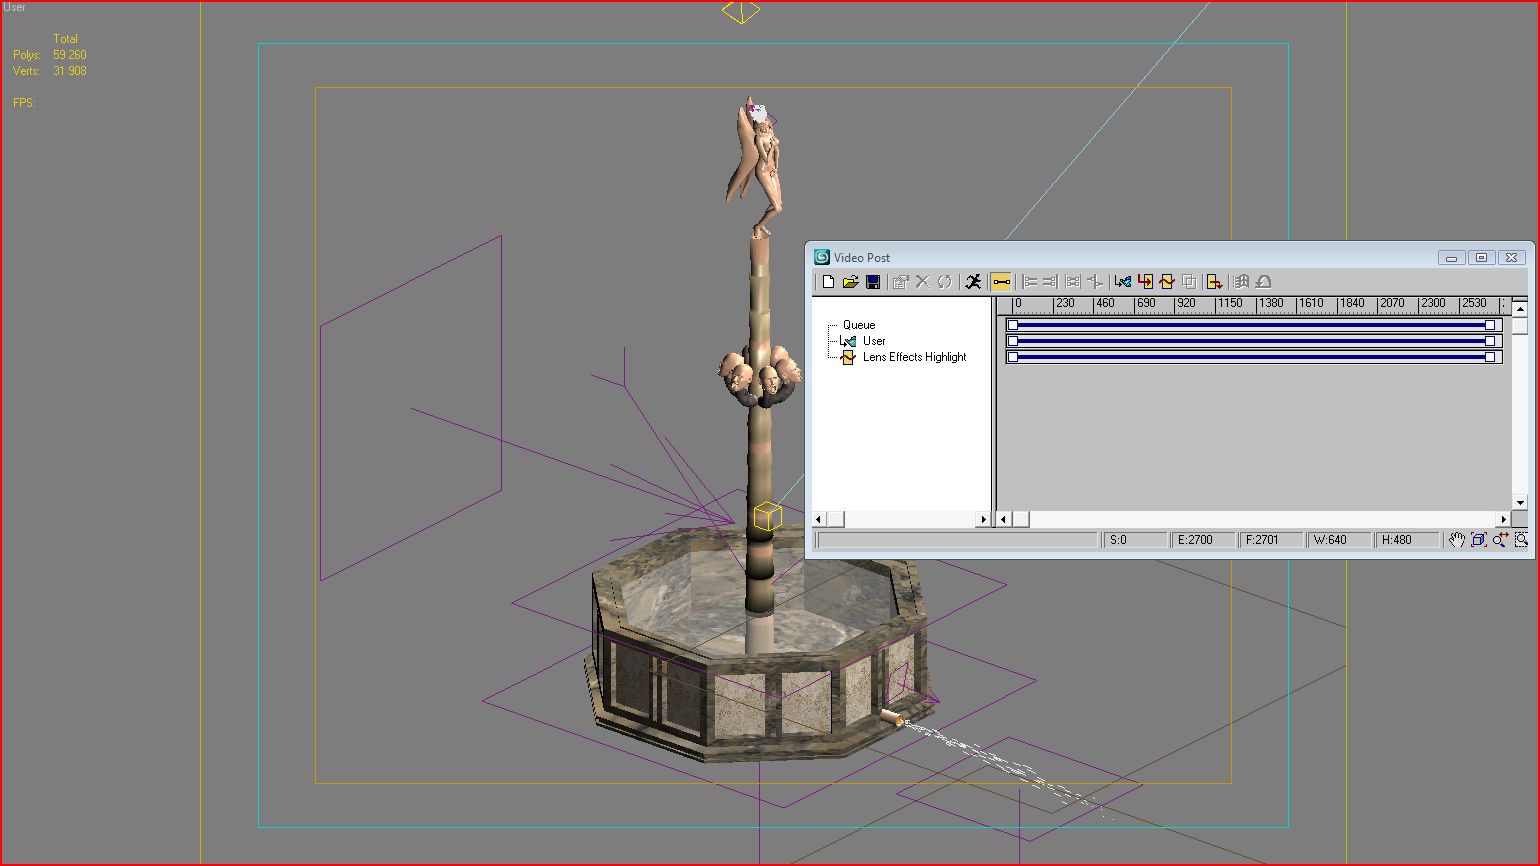 User
Total
Polys: 59 260
Verts: 31 908
FPS:
Video Post
0 230 460 690 920 1150 1380 1610 1840 2070 2300 2530
Queue
User
Lens Effects Highlight
S:0 E:2700 F:2701 W:640 H:480